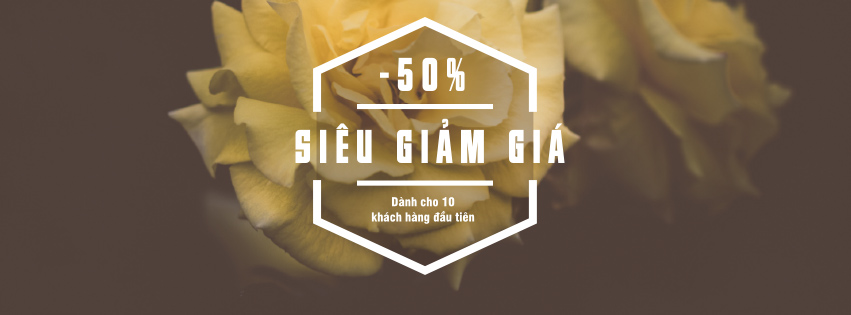 -50%
SIÊU GIẢM GIÁ
Dành cho 10
khách hàng đầu tiên